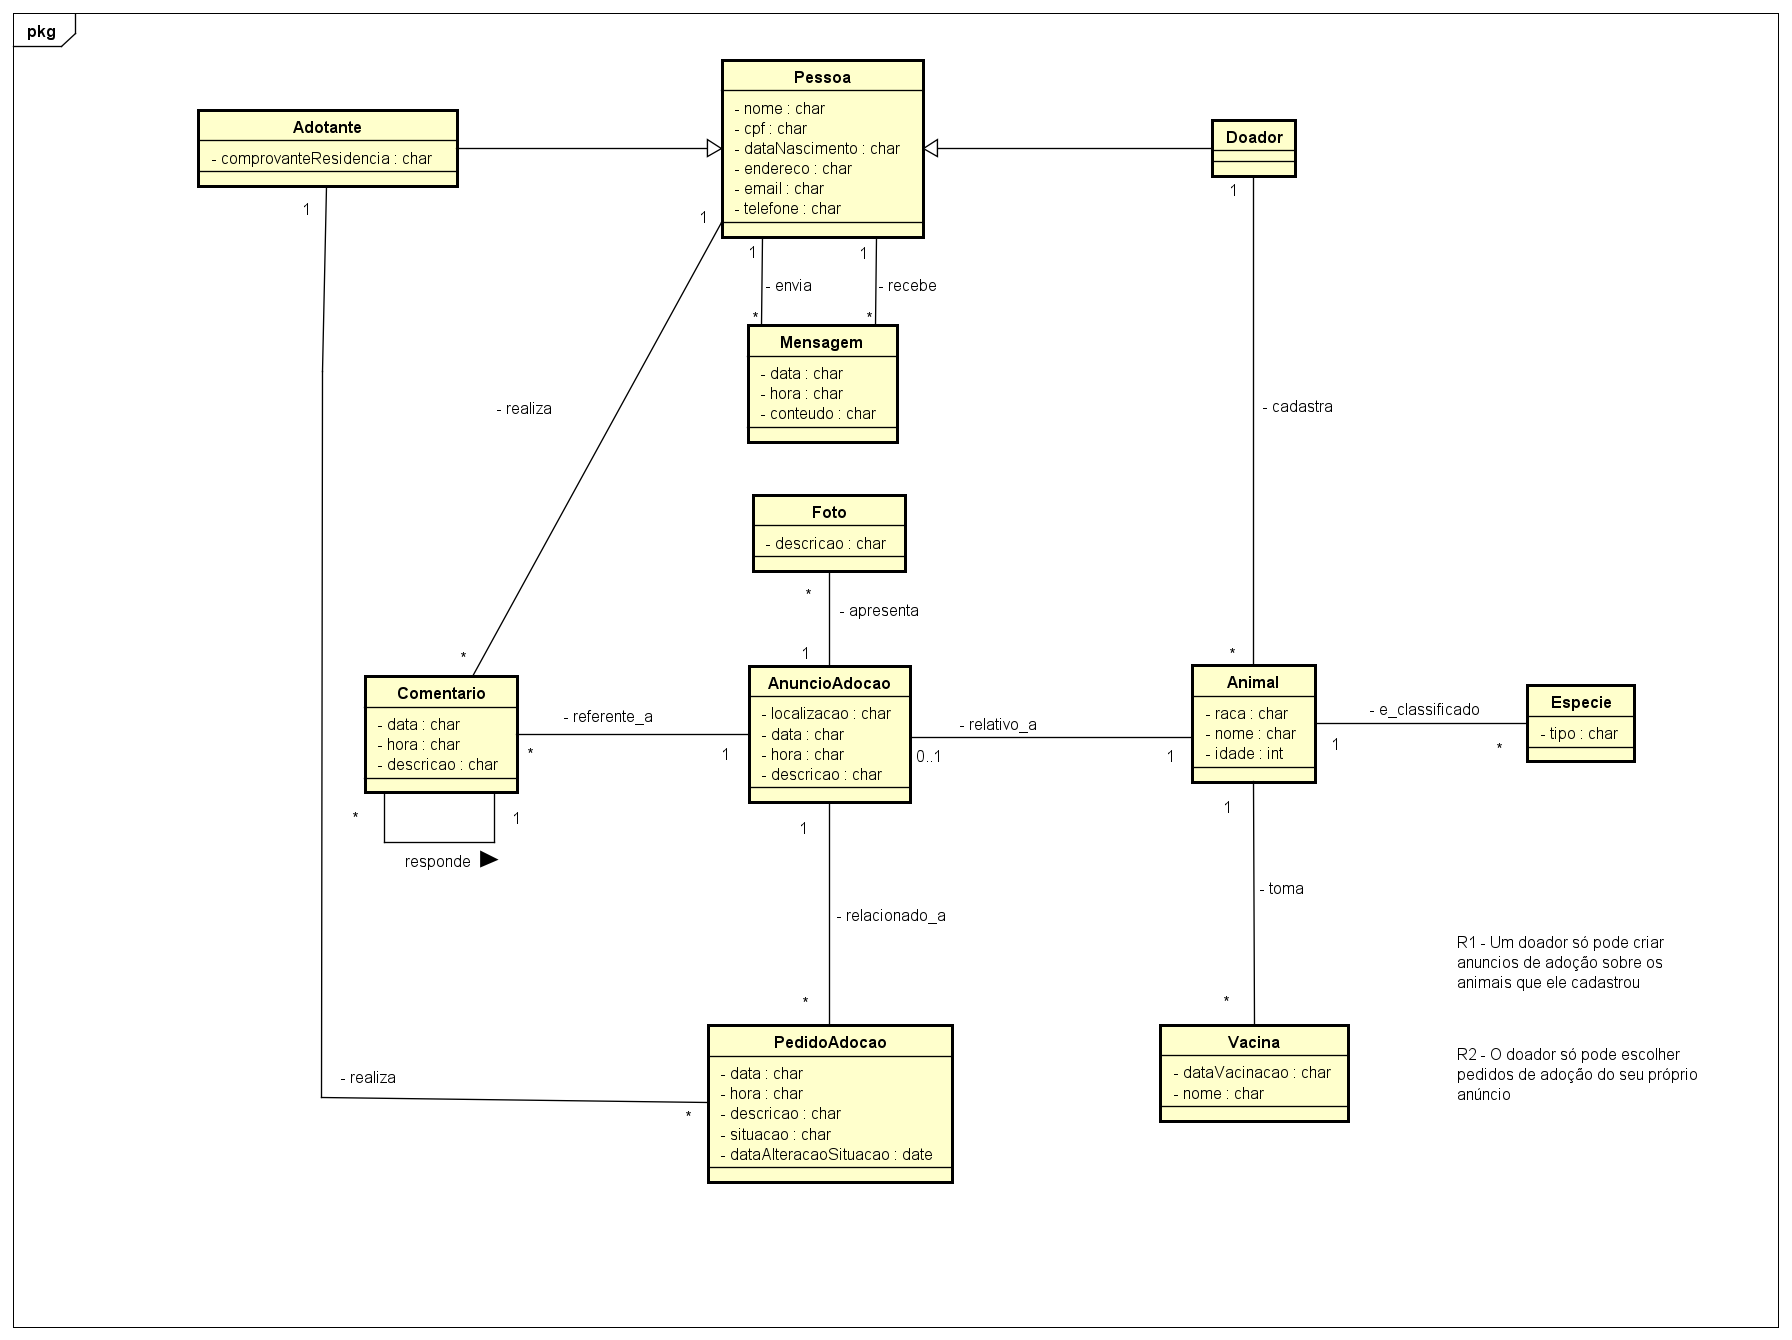 pkg
Pessoa
- nome : char
- cpf : char
- dataNascimento : char
- endereco : char
- email : char
- telefone : char
Adotante
- comprovanteResidencia : char
Doador
1
1
1
1
1
- envia
- recebe
*
*
Mensagem
- data : char
- hora : char
- conteudo : char
- realiza
- cadastra
Foto
- descricao : char
*
- apresenta
1
*
*
Comentario
- data : char
- hora : char
- descricao : char
- referente_a
*
1
AnuncioAdocao
- localizacao : char
- data : char
- hora : char
- descricao : char
- relativo_a
0..1
1
Animal
- raca : char
- nome : char
- idade : int
- e_classificado
1
*
Especie
- tipo : char
*
1
responde
1
1
- toma
- relacionado_a
R1 - Um doador só pode criar
anuncios de adoção sobre os
animais que ele cadastrou
*
*
PedidoAdocao
- data : char
- hora : char
- descricao : char
- situacao : char
- dataAlteracaoSituacao : date
- realiza
*
Vacina
- dataVacinacao : char
- nome : char
R2 - O doador só pode escolher
pedidos de adoção do seu próprio
anúncio